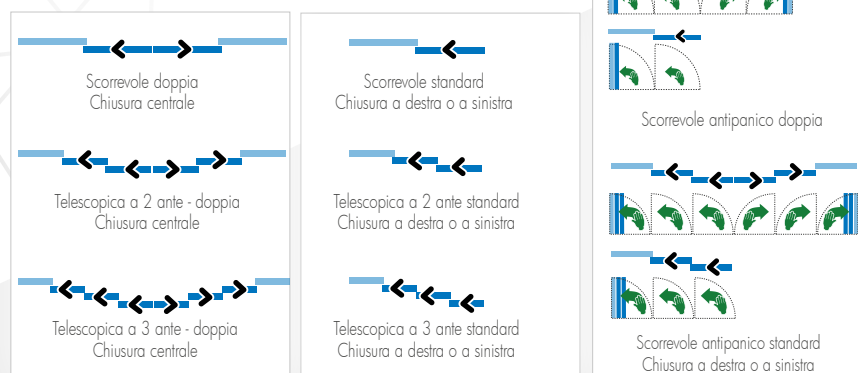 Scorrevole doppia
Chiusura centrale
Telescopica a 2 ante - doppia
Chiusura centrale
Telescopica a 3 ante - doppia
Chiusura centrale
Scorrevole standard
Chiusura a destra o a sinistra
Telescopica a 2 ante standard
Chiusura a destra o a sinistra
Telescopica a 3 ante standard
Chiusura a destra o a sinistra
Scorrevole antipanico doppia
Scorrevole antipanico standard
Chiusura a destra o a sinistra